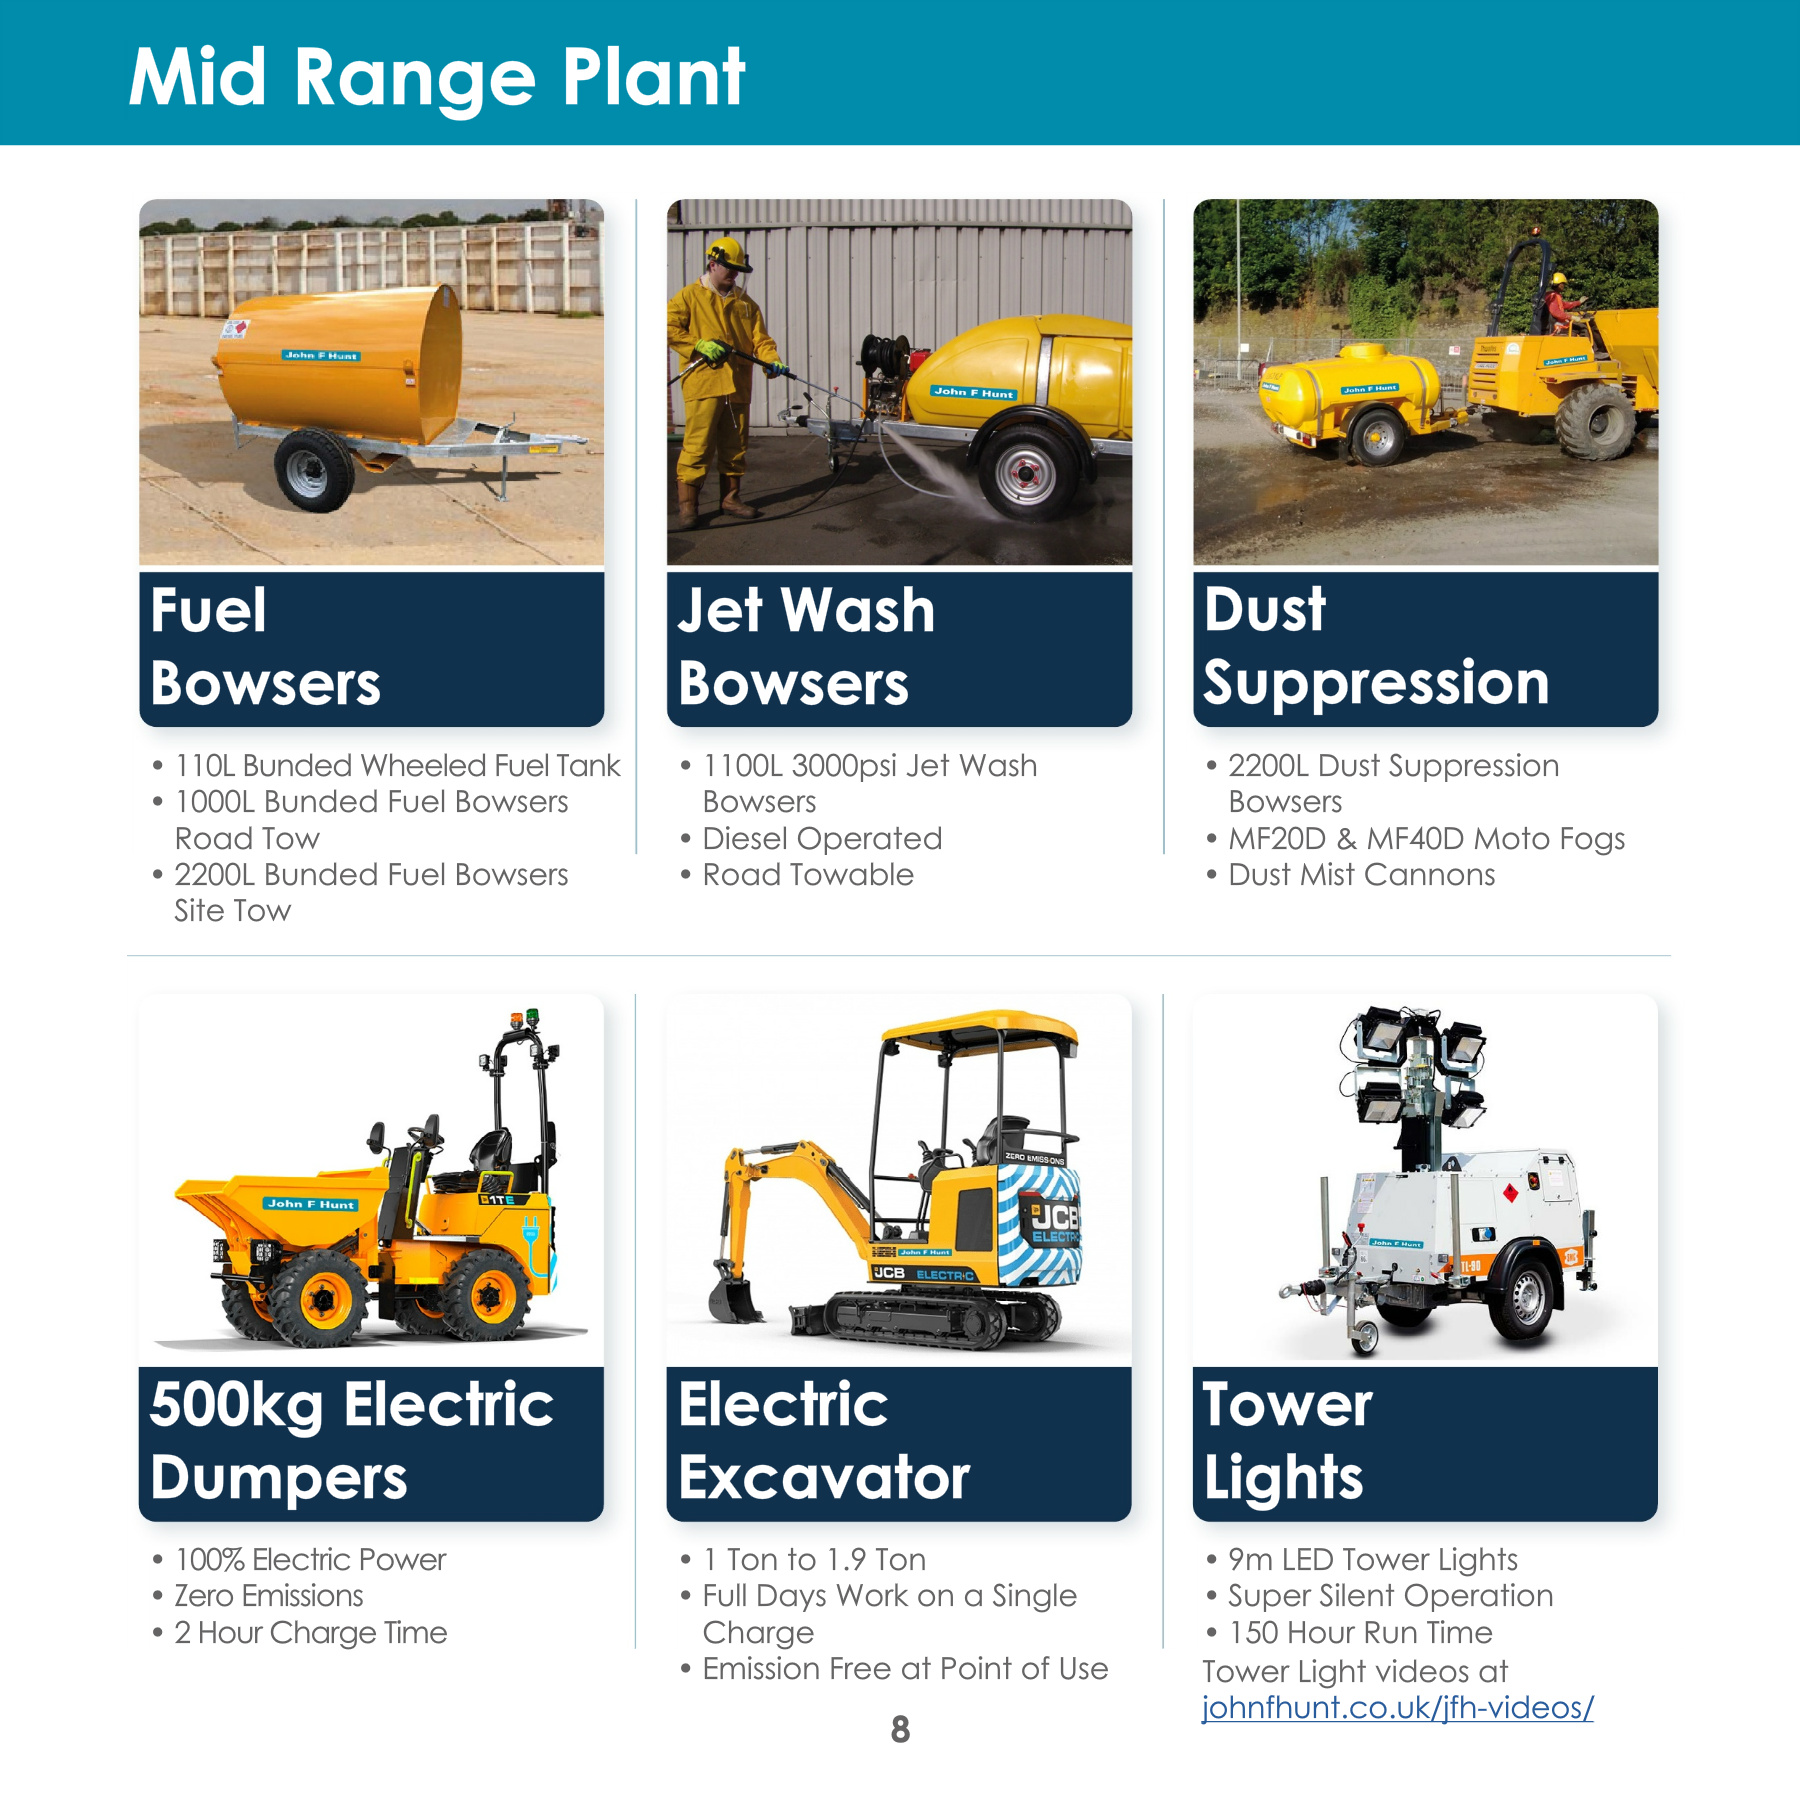 Mid Range Plant
John F Hunt
John F Hunt
John F Hunt
John F Hunt
Fuel
Bowsers
Jet Wash
Bowsers
Dust
Suppression
• 110L Bunded Wheeled Fuel Tank
• 1000L Bunded Fuel Bowsers
Road Tow
• 2200L Bunded Fuel Bowsers
Site Tow
• 1100L 3000psi Jet Wash
Bowsers
• Diesel Operated
• Road Towable
• 2200L Dust Suppression
Bowsers
• MF20D & MF40D Moto Fogs
• Dust Mist Cannons
John F Hunt
1TE
ZERO EMISSIONS
JCB
ELECTRIC
John F Hunt
JCB ELECTRIC
John F Hunt
TL-90
500kg Electric
Dumpers
Electric
Excavator
Tower
Lights
• 100% Electric Power
• Zero Emissions
• 2 Hour Charge Time
• 1 Ton to 1.9 Ton
• Full Days Work on a Single
Charge
• Emission Free at Point of Use
• 9m LED Tower Lights
• Super Silent Operation
• 150 Hour Run Time
Tower Light videos at
johnfhunt.co.uk/jfh-videos/
8